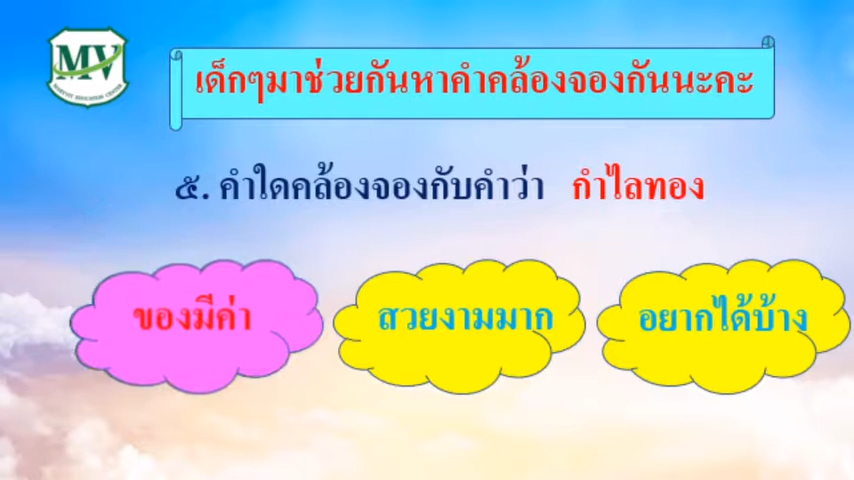 MV
เด็กๆมาช่วยกันหาคำคล้องจองกันนะคะ
๕. คำใดคล้องจองกับคำว่า กำไลทอง
ของมีค่า
สวยงามมาก
อยากได้บ้าง